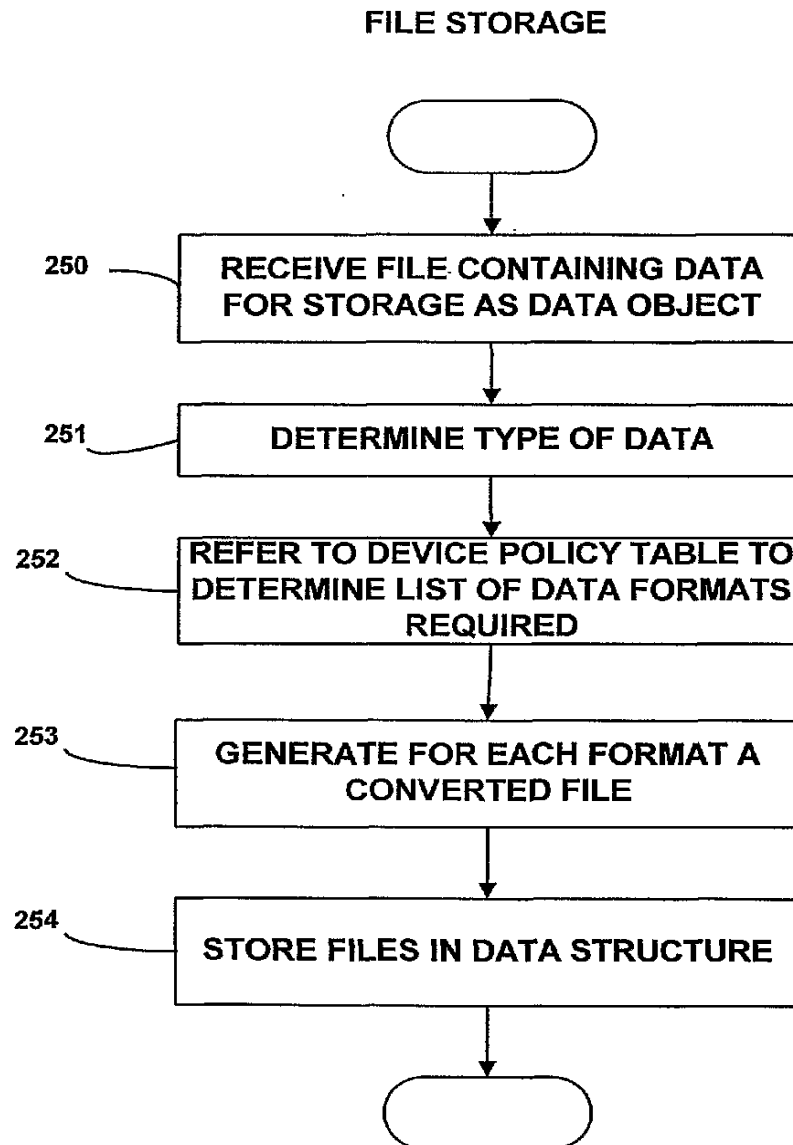 FILE STORAGE
250
RECEIVE FILE CONTAINING DATA
FOR STORAGE AS DATA OBJECT
251
DETERMINE TYPE OF DATA
252
REFER TO DEVICE POLICY TABLE TO
DETERMINE LIST OF DATA FORMATS
REQUIRED
253
GENERATE FOR EACH FORMAT A
CONVERTED FILE
254
STORE FILES IN DATA STRUCTURE